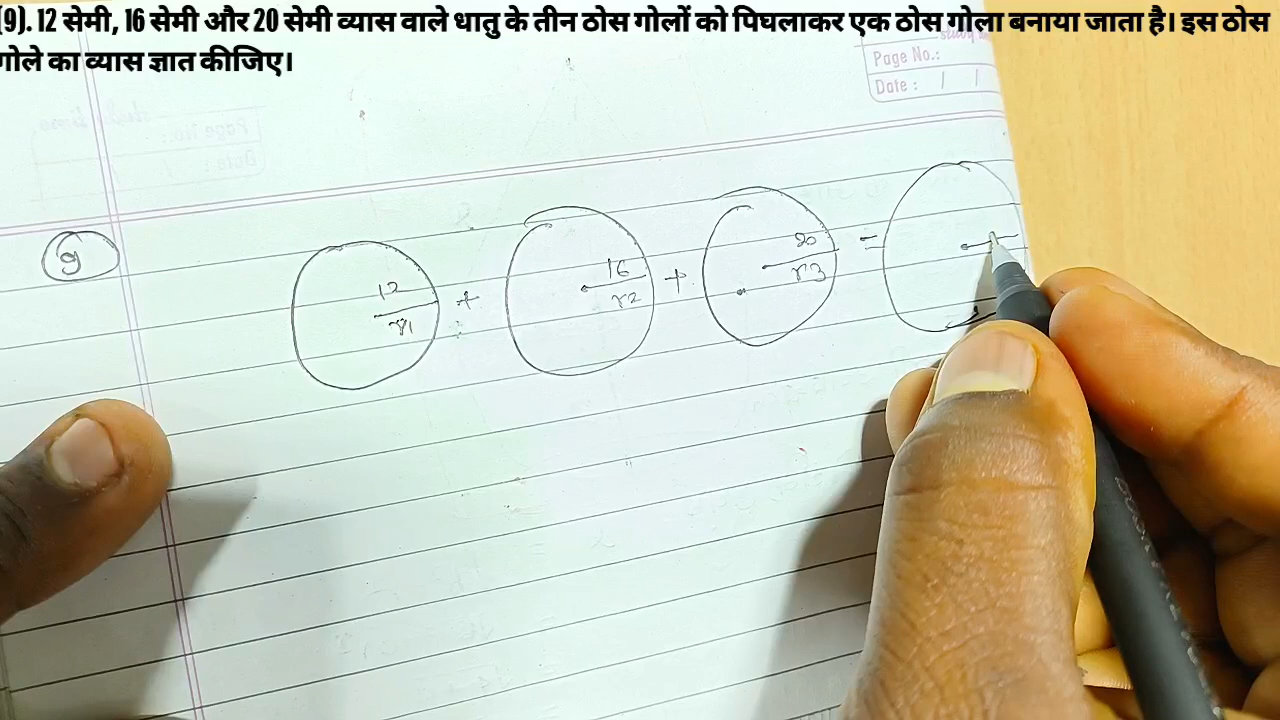 (9). 12 सेमी, 16 सेमी और 20 सेमी व्यास वाले धातु के तीन ठोस गोलों को पिघलाकर एक ठोस गोला बनाया जाता है। इस ठोस
गोले का व्यास ज्ञात कीजिए।
Page No.:
Date : / /
9
12 + 16 + 20 =
r1 r2 r3